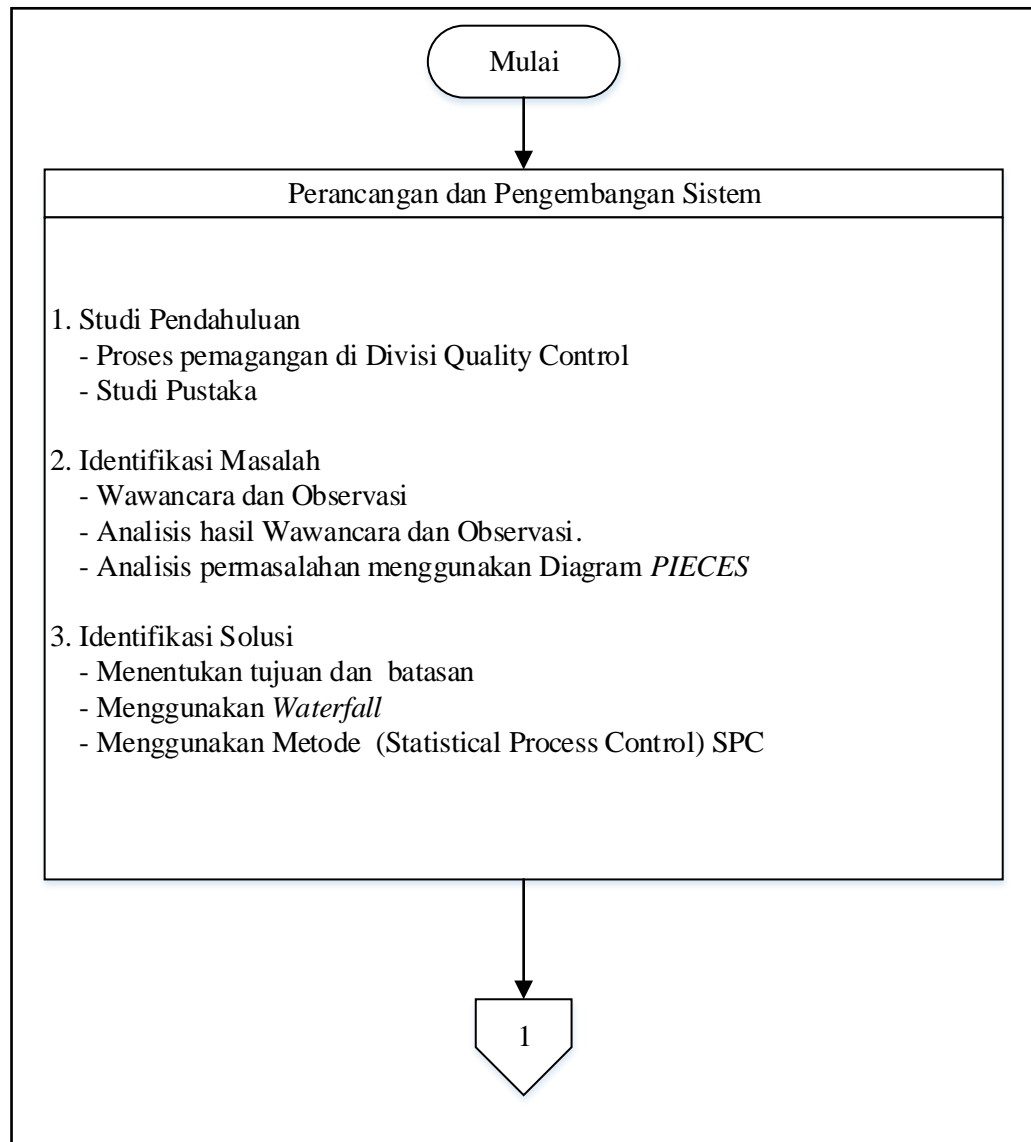 Mulai
Perancangan dan Pengembangan Sistem
1. Studi Pendahuluan
- Proses pemagangan di Divisi Quality Control
- Studi Pustaka
2. Identifikasi Masalah
- Wawancara dan Observasi
- Analisis hasil Wawancara dan Observasi.
- Analisis permasalahan menggunakan Diagram PIECES
3. Identifikasi Solusi
- Menentukan tujuan dan  batasan
- Menggunakan Waterfall
- Menggunakan Metode  (Statistical Process Control) SPC
1